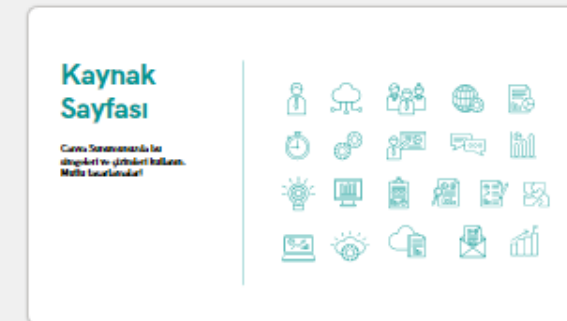 Kaynak
Sayfası
Canva Sunumunuzda bu
simgeleri ve çizimleri kullanın.
Mutlu tasarlamalar!